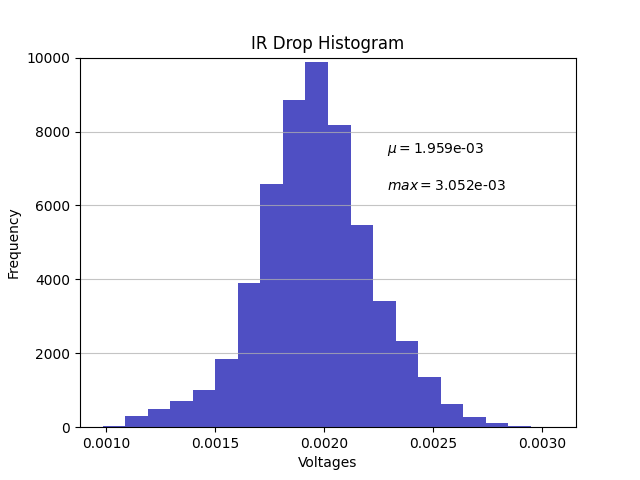 IR Drop Histogram
10000
8000
6000
4000
2000
0
Frequency
μ = 1.959e-03
max = 3.052e-03
0.0010 0.0015 0.0020 0.0025 0.0030
Voltages